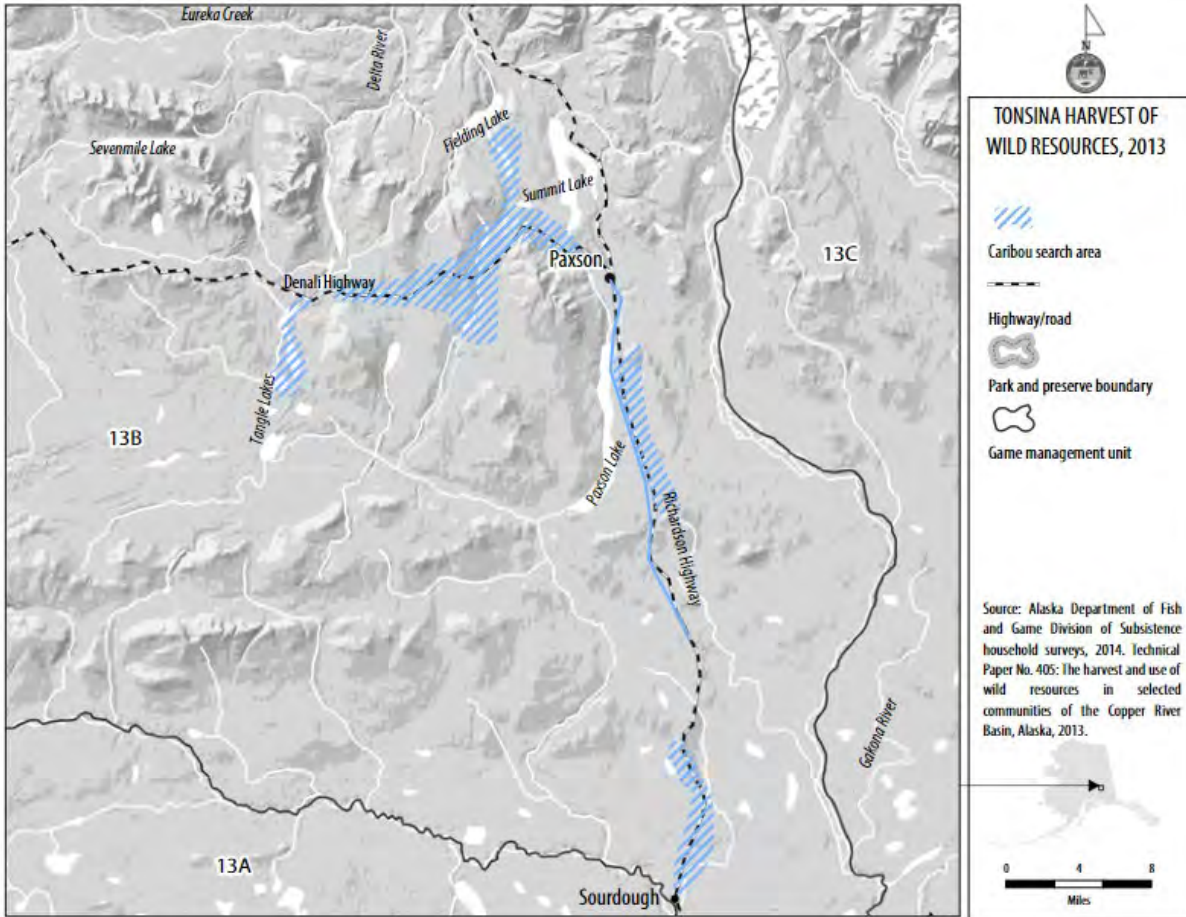 Eureka Creek
Delta River
Fielding Lake
Sevenmile Lake
Summit Lake
Paxson
13C
Denali Highway
Tangle Lakes
13B
Paxson Lake
Richardson Highway
Gakona River
13A
Sourdough
N
TONSINA HARVEST OF
WILD RESOURCES, 2013
Caribou search area
Highway/road
Park and preserve boundary
Game management unit
Source: Alaska Department of Fish
and Game Division of Subsistence
household surveys, 2014. Technical
Paper No. 405: The harvest and use of
wild resources in selected
communities of the Copper River
Basin, Alaska, 2013.
0 4 8
Miles